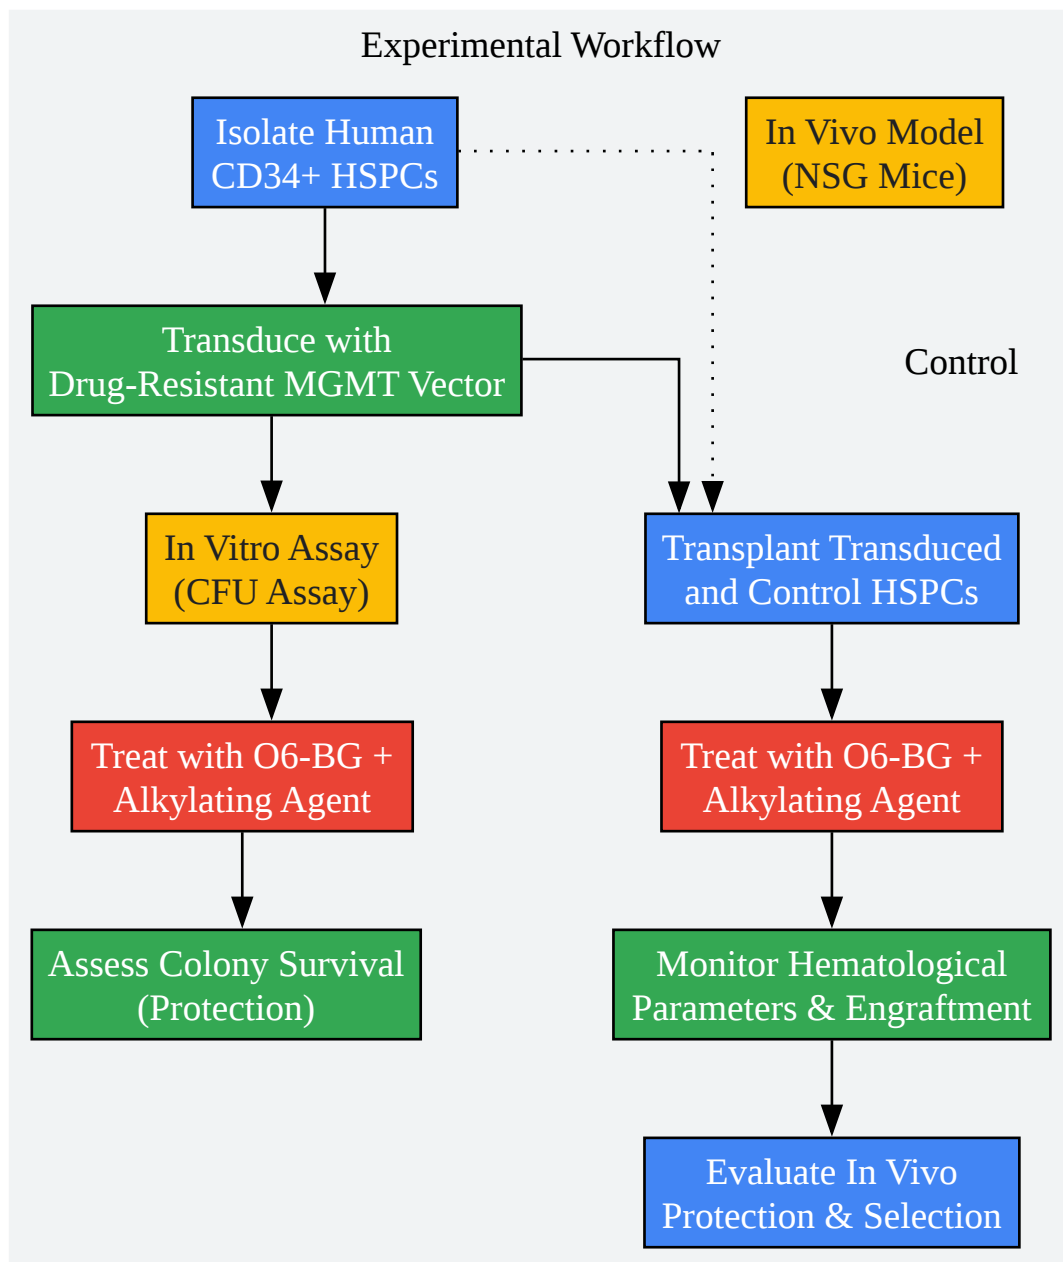 Experimental Workflow
Isolate Human
CD34+ HSPCs
In Vivo Model
(NSG Mice)
Transduce with
Drug-Resistant MGMT Vector
Control
In Vitro Assay
(CFU Assay)
Transplant Transduced
and Control HSPCs
Treat with O6-BG +
Alkylating Agent
Treat with O6-BG +
Alkylating Agent
Assess Colony Survival
(Protection)
Monitor Hematological
Parameters & Engraftment
Evaluate In Vivo
Protection & Selection